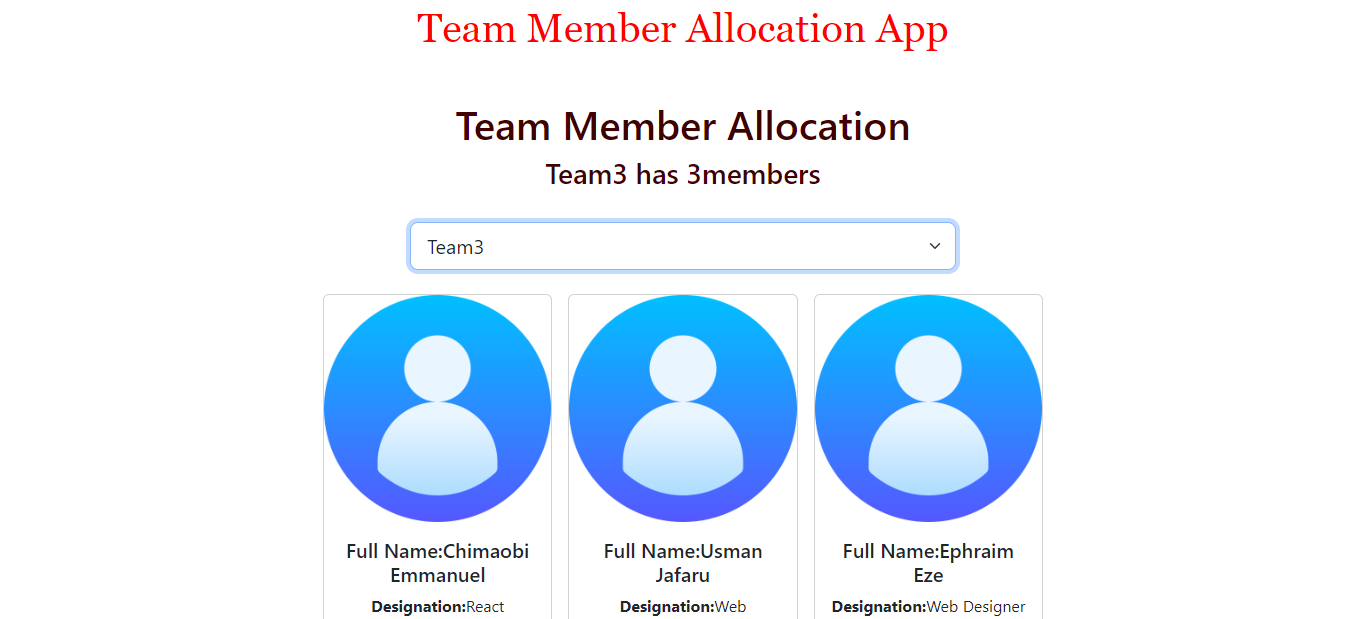 Team Member Allocation App
Team Member Allocation
Team3 has 3members
Team3
Full Name:Chimaobi
Emmanuel
Designation:React
Full Name:Usman
Jafaru
Designation:Web
Full Name:Ephraim
Eze
Designation:Web Designer